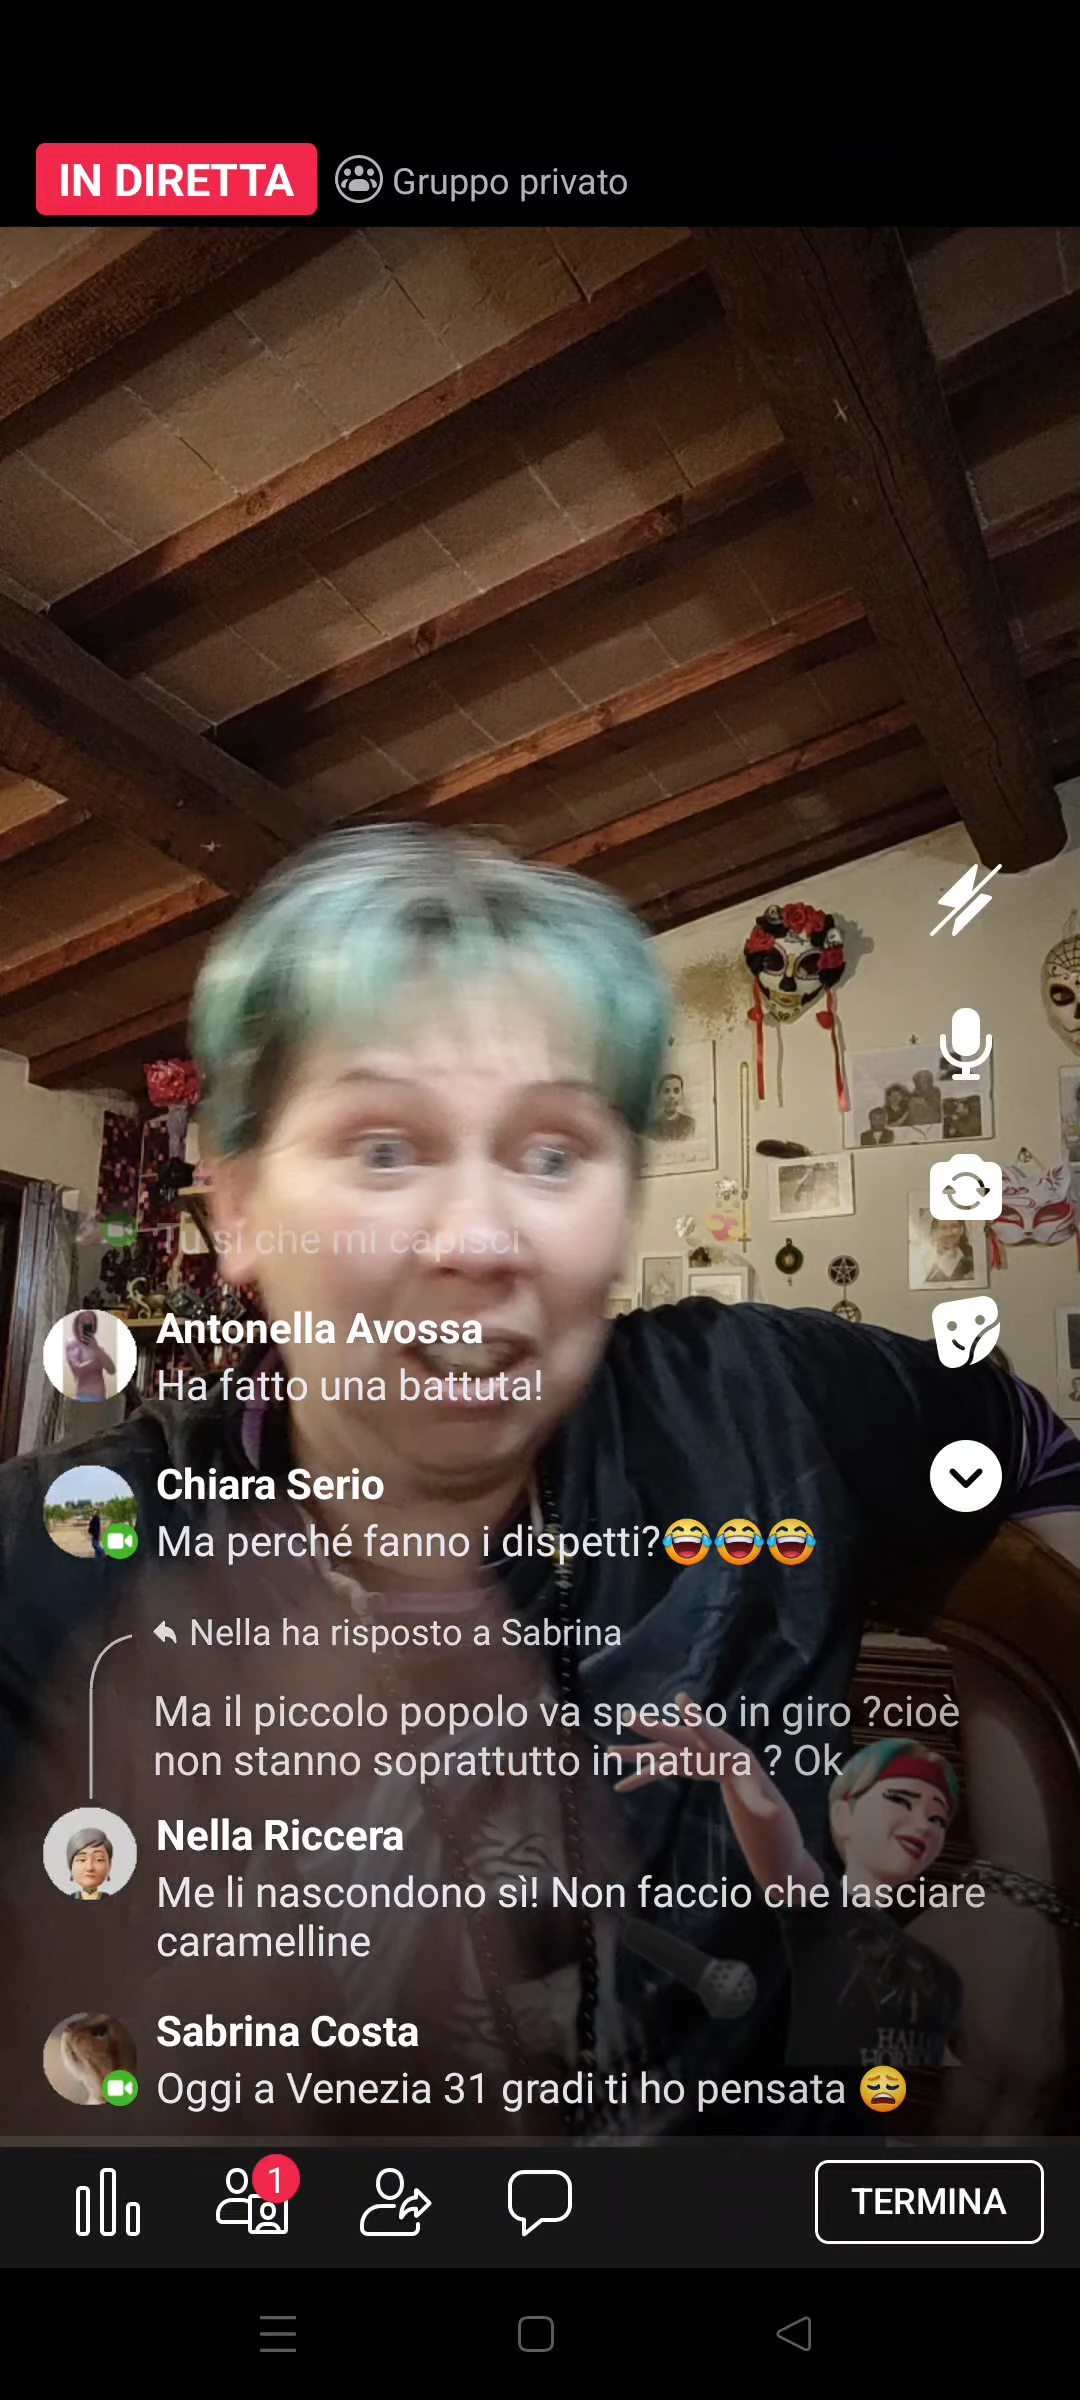 IN DIRETTA
Gruppo privato
Tu si che mi capisci
Antonella Avossa
Ha fatto una battuta!
Chiara Serio
Ma perché fanno i dispetti?😂😂😂
Nella ha risposto a Sabrina
Ma il piccolo popolo va spesso in giro ?cioè
non stanno soprattutto in natura ? Ok
Nella Riccera
Me li nascondono sì! Non faccio che lasciare
caramelline
Sabrina Costa
Oggi a Venezia 31 gradi ti ho pensata 😩
1
TERMINA